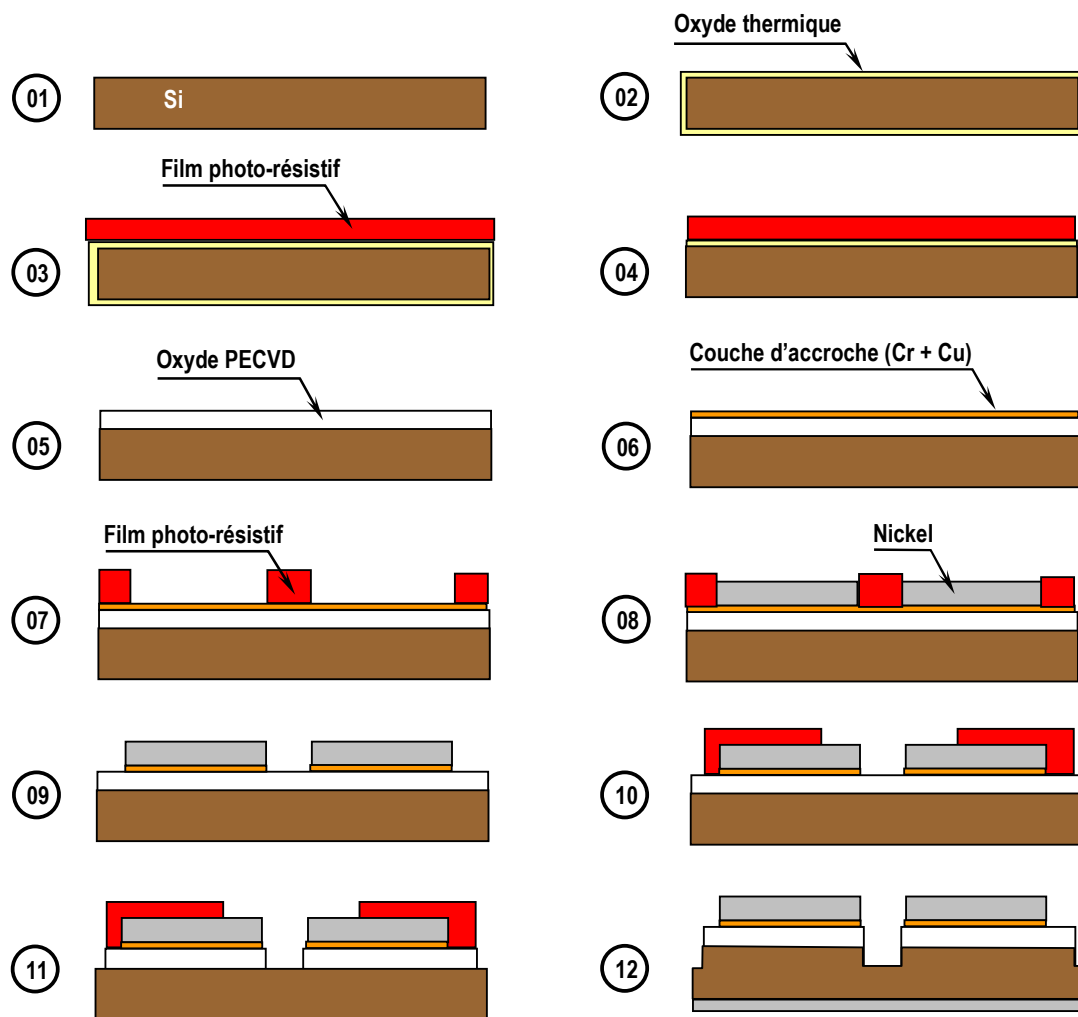 Oxyde thermique
01
Si
02
Film photo-résistif
03
04
Oxyde PECVD
Couche d’accroche (Cr + Cu)
05
06
Film photo-résistif
Nickel
07
08
09
10
11
12